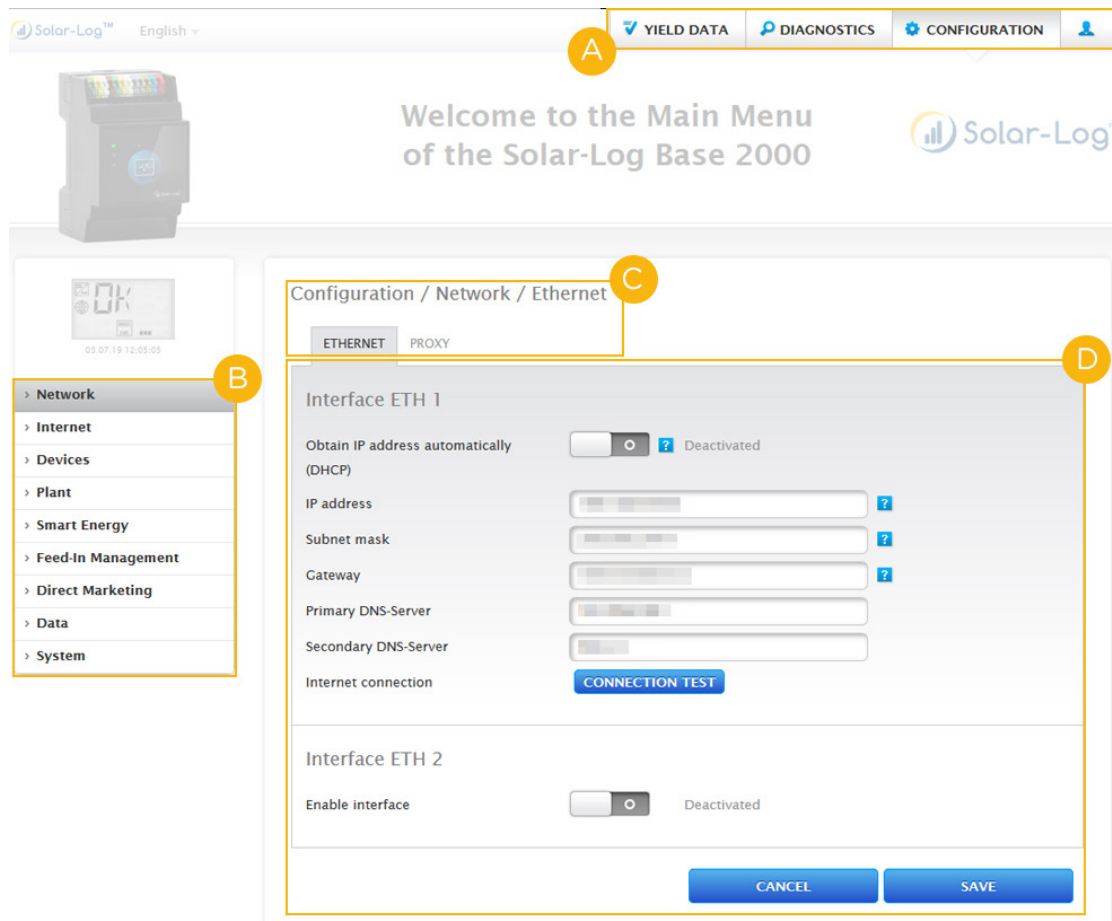 Solar-Log™ English
A
YIELD DATA DIAGNOSTICS CONFIGURATION
Welcome to the Main Menu
of the Solar-Log Base 2000
Solar-Log
OK
03.07.19 12:05:05
B
Network
Internet
Devices
Plant
Smart Energy
Feed-In Management
Direct Marketing
Data
System
C
Configuration / Network / Ethernet
ETHERNET PROXY
D
Interface ETH 1
Obtain IP address automatically
(DHCP)
? Deactivated
IP address ?
Subnet mask ?
Gateway ?
Primary DNS-Server
Secondary DNS-Server
Internet connection CONNECTION TEST
Interface ETH 2
Enable interface Deactivated
CANCEL SAVE